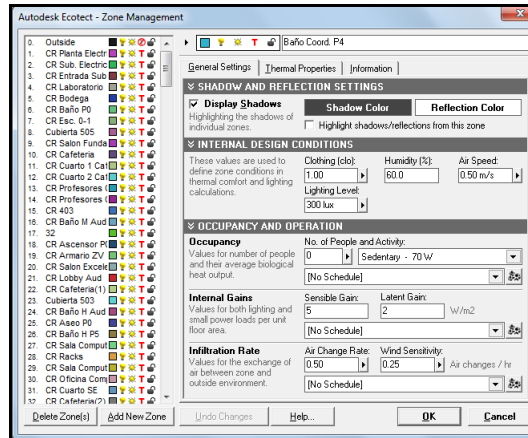 Autodesk Ecotect - Zone Management
0. Outside
1. CR Planta Electri
2. CR Sub. Electric
3. CR Entrada Sub
4. CR Laboratorio
5. CR Bodega
6. CR Baño P0
7. CR Esc. 0-1
8. Cubierta 505
9. CR Salon Funda
10. CR Cafeteria
11. CR Cuarto 1 Caf
12. CR Cuarto 2 Caf
13. CR Profesores (
14. CR Profesores (
15. CR 403
16. CR Baño M Aud
17. 32
18. CR Ascensor P0
19. CR Armario ZV
20. CR Salon Excele
21. CR Lobby Aud
22. CR Cafeteria(1)
23. Cubierta 503
24. CR Baño H Aud
25. CR Aseo P0
26. CR Baño H P5
27. CR Sala Comput
28. CR Racks
29. CR Sala Comput
30. CR Oficina Com
31. CR Cuarto SE
32. CR Cafeteria(2)
Delete Zone(s) Add New Zone
T Baño Coord. P4
General Settings Thermal Properties Information
SHADOW AND REFLECTION SETTINGS
Display Shadows Shadow Color Reflection Color
Highlighting the shadows of individual zones. Highlight shadows/reflections from this zone
INTERNAL DESIGN CONDITIONS
These values are used to define zone conditions in thermal comfort and lighting calculations.
Clothing (clo): Humidity (%): Air Speed:
1.00 60.0 0.50 m/s
Lighting Level:
300 lux
OCCUPANCY AND OPERATION
Occupancy No. of People and Activity:
Values for number of people and their average biological heat output.
0 Sedentary - 70 W
[No Schedule]
Internal Gains Sensible Gain: Latent Gain:
Values for both lighting and small power loads per unit floor area.
5 2 W/m2
[No Schedule]
Infiltration Rate Air Change Rate: Wind Sensitivity:
Values for the exchange of air between zone and outside environment.
0.50 0.25 Air changes / hr
[No Schedule]
Undo Changes Help... OK Cancel